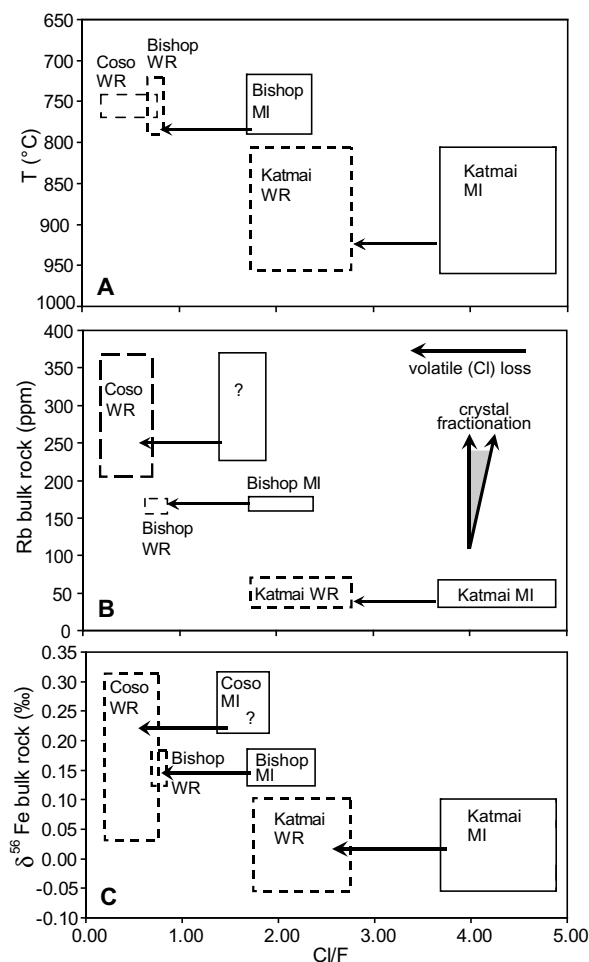 650
700
750
800
850
900
950
1000
T (°C)
Coso
WR
Bishop
WR
Bishop
MI
Katmai
WR
Katmai
MI
A
400
350
300
250
200
150
100
50
0
Rb bulk rock (ppm)
Coso
WR
?
volatile (Cl) loss
crystal
fractionation
Bishop MI
Bishop
WR
Katmai WR
Katmai MI
B
0.35
0.30
0.25
0.20
0.15
0.10
0.05
0.00
-0.05
-0.10
δ56 Fe bulk rock (‰)
Coso
WR
Coso
MI
?
Bishop
WR
Bishop
MI
Katmai
WR
Katmai
MI
C
0.00 1.00 2.00 3.00 4.00 5.00
Cl/F